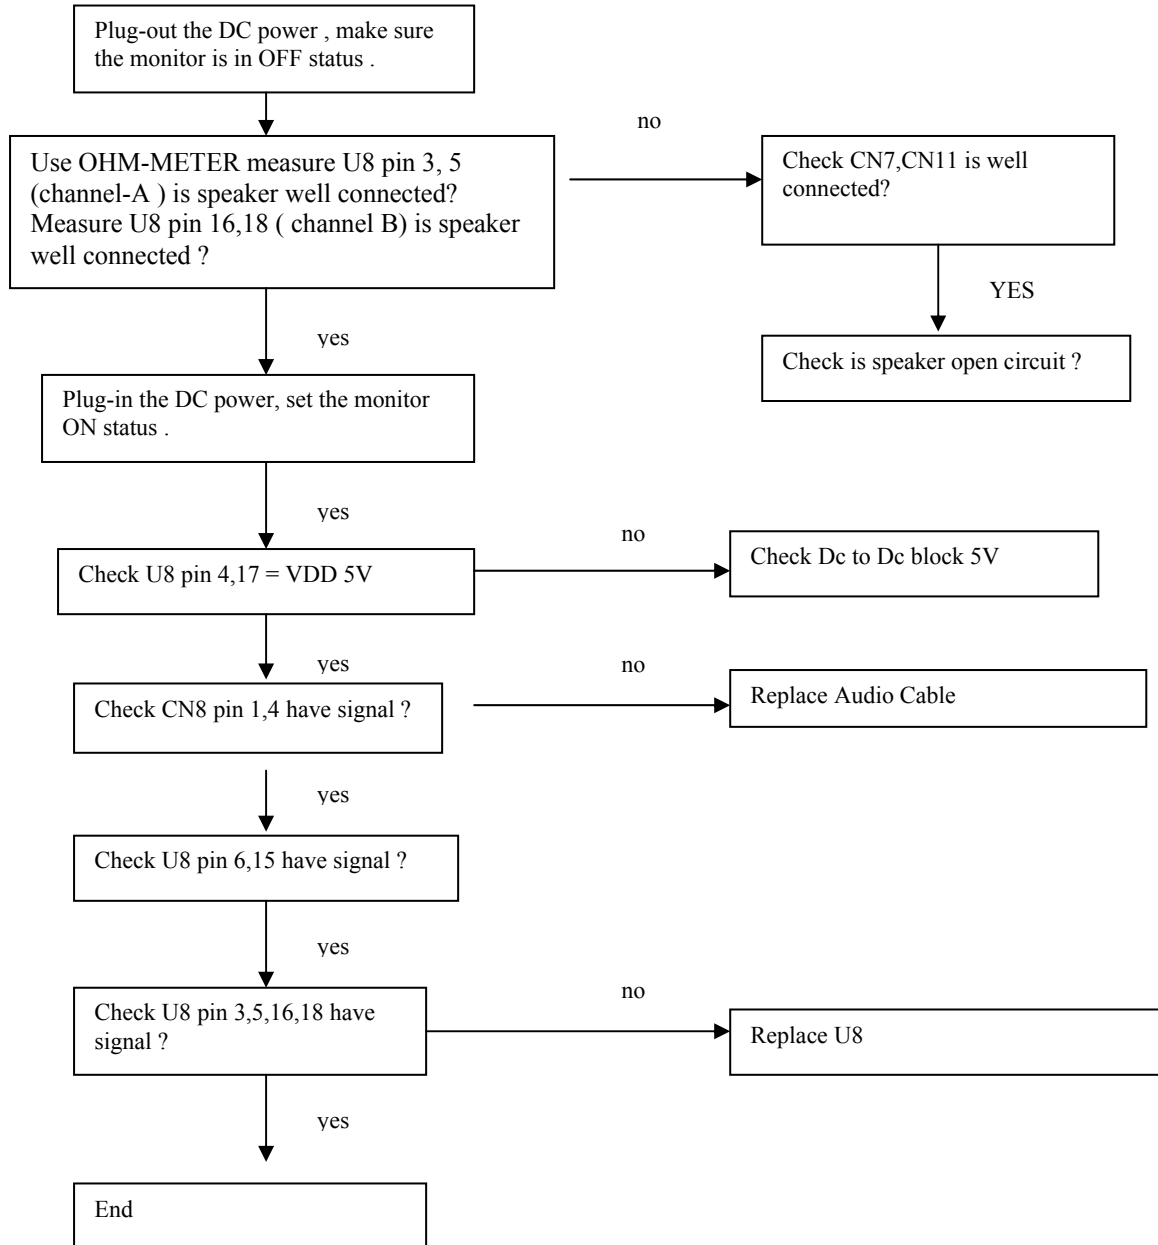 Plug-out the DC power , make sure
the monitor is in OFF status .
no
Use OHM-METER measure U8 pin 3, 5
(channel-A ) is speaker well connected?
Measure U8 pin 16,18 ( channel B) is speaker
well connected ?
Check CN7,CN11 is well
connected?
YES
yes
Check is speaker open circuit ?
Plug-in the DC power, set the monitor
ON status .
yes
no
Check U8 pin 4,17 = VDD 5V
Check Dc to Dc block 5V
yes
no
Check CN8 pin 1,4 have signal ?
Replace Audio Cable
yes
Check U8 pin 6,15 have signal ?
yes
no
Check U8 pin 3,5,16,18 have
signal ?
Replace U8
yes
End